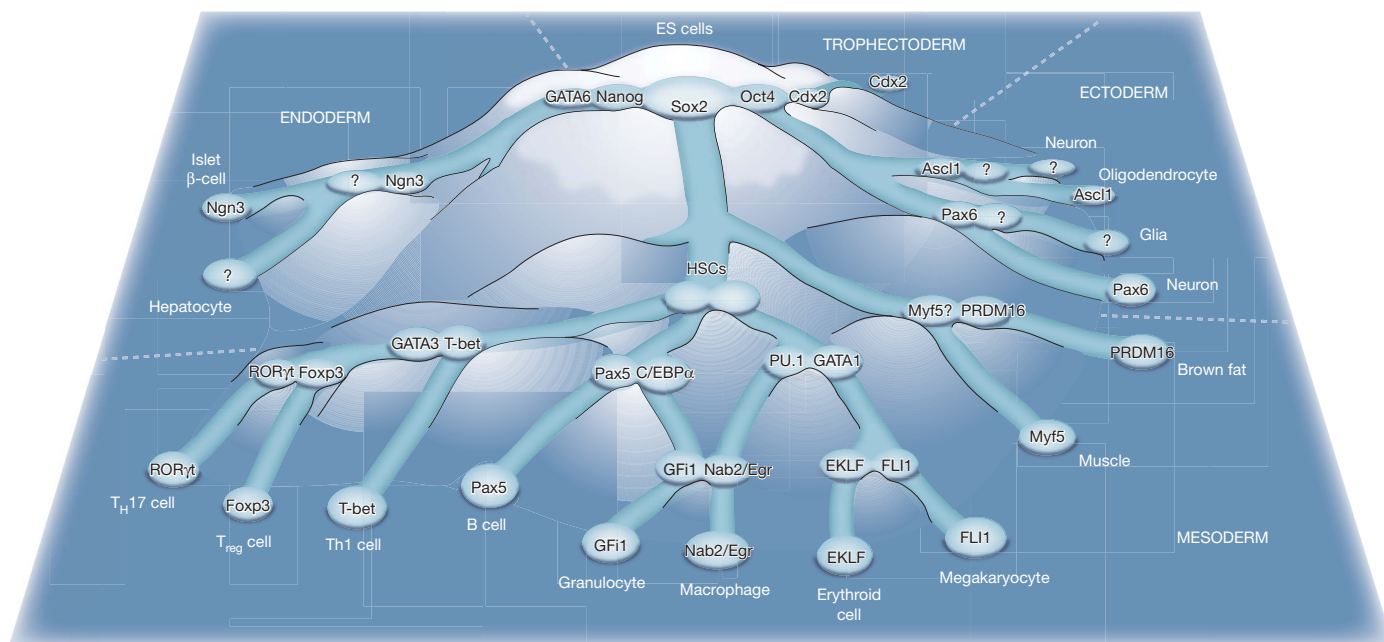 ES cells
TROPHECTODERM
Cdx2
GATA6 Nanog Sox2 Oct4 Cdx2
ECTODERM
ENDODERM
Neuron
Islet
β-cell
? Ngn3
Ascl1 ? ?
Oligodendrocyte
Ngn3
Ascl1
Pax6 ?
Glia
?
?
Hepatocyte
HSCs
Pax6 Neuron
Myf5? PRDM16
GATA3 T-bet
PRDM16
Brown fat
RORγt Foxp3
Pax5 C/EBPα
PU.1 GATA1
Myf5
Muscle
RORγt
TH17 cell
GFi1 Nab2/Egr
EKLF FLI1
Pax5
B cell
Foxp3
Treg cell
T-bet
Th1 cell
GFi1
Granulocyte
Nab2/Egr
Macrophage
EKLF
Erythroid
cell
FLI1
Megakaryocyte
MESODERM